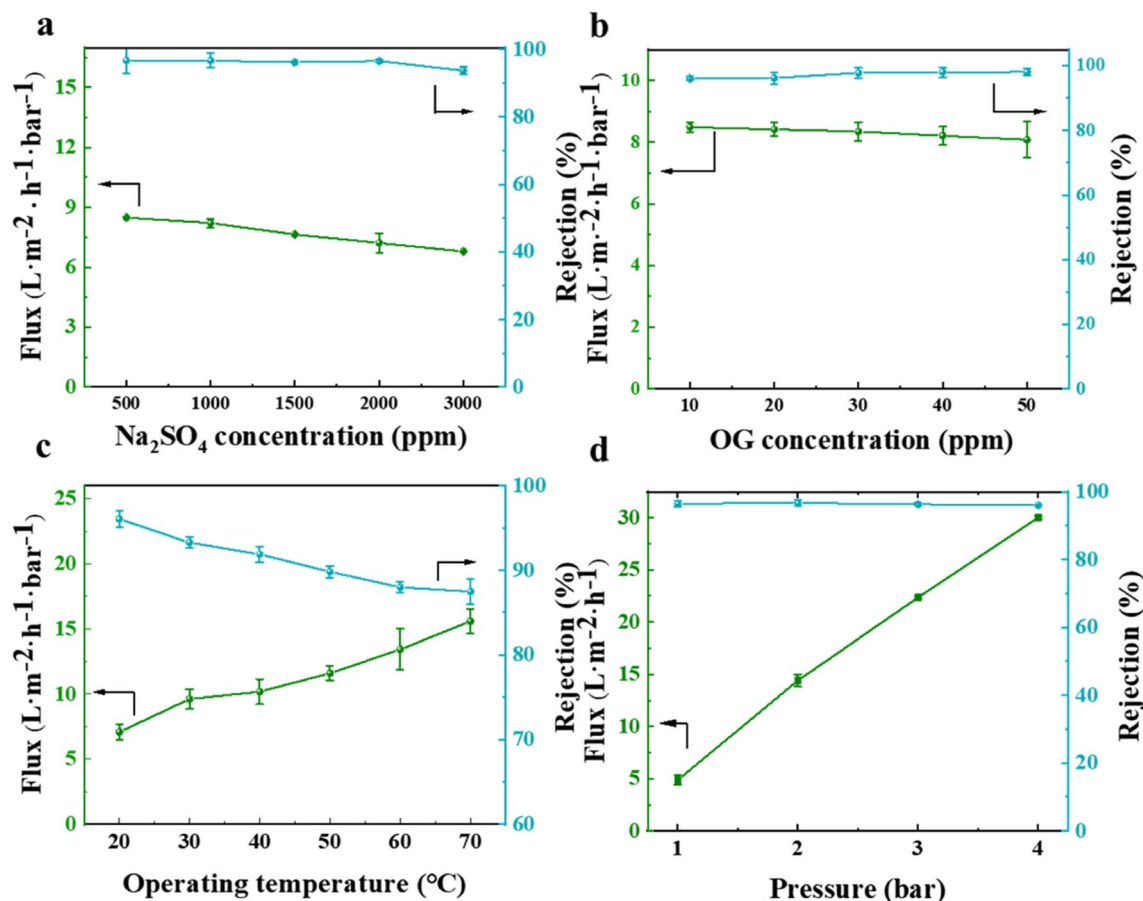 a
Flux (L·m⁻²·h⁻¹·bar⁻¹)
15
12
9
6
3
0
100
80
60
40
20
0
Rejection (%)
500 1000 1500 2000 3000
Na₂SO₄ concentration (ppm)
b
Flux (L·m·⁻²·h⁻¹·bar⁻¹)
10
8
6
4
2
0
100
80
60
40
20
0
Rejection (%)
10 20 30 40 50
OG concentration (ppm)
c
Flux (L·m⁻²·h⁻¹·bar⁻¹)
25
20
15
10
5
0
100
90
80
70
60
Rejection (%)
20 30 40 50 60 70
Operating temperature (℃)
d
Flux (L·m⁻²·h⁻¹)
30
25
20
15
10
5
0
100
80
60
40
20
0
Rejection (%)
1 2 3 4
Pressure (bar)